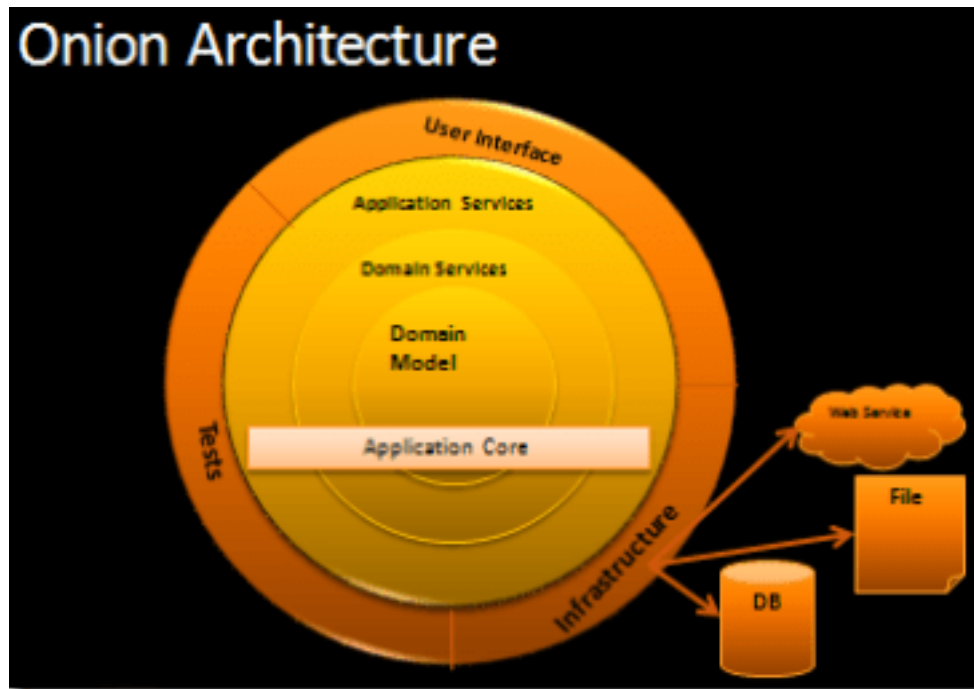 Onion Architecture
User Interface
Application Services
Domain Services
Domain
Model
Application Core
Tests
Infrastructure
Web Service
File
DB